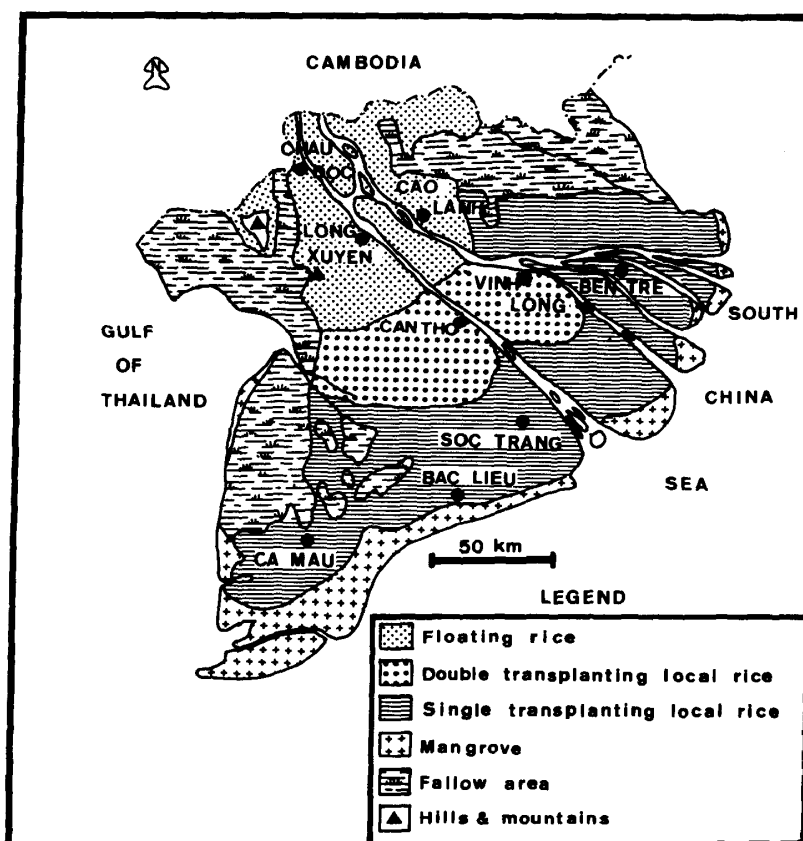 N
CAMBODIA
CHAU
DOC
CAO
LANH
LONG
XUYEN
VINH
LONG
BEN TRE
CAN THO
GULF
OF
THAILAND
SOUTH
CHINA
SEA
SOC TRANG
BAC LIEU
CA MAU
50 km
LEGEND
Floating rice
Double transplanting local rice
Single transplanting local rice
Mangrove
Fallow area
Hills & mountains